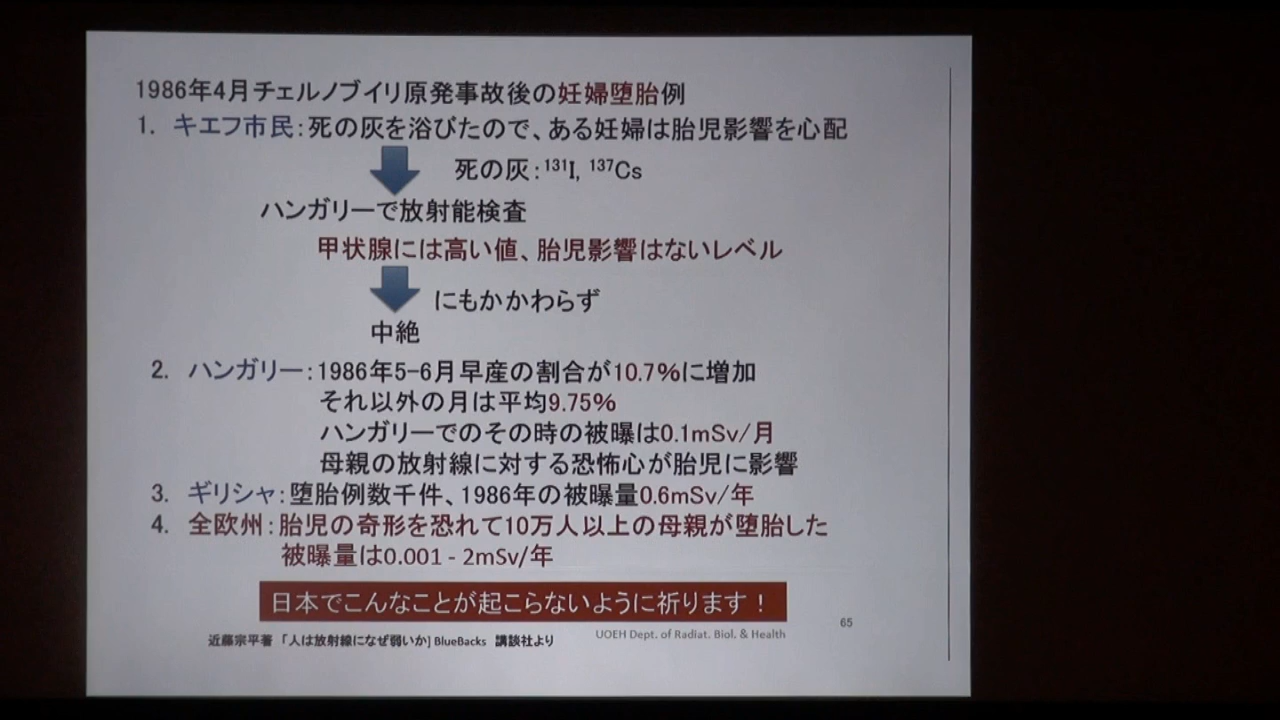 1986年4月チェルノブイリ原発事故後の妊婦堕胎例
1. キエフ市民：死の灰を浴びたので、ある妊婦は胎児影響を心配
死の灰：¹³¹I, ¹³⁷Cs
ハンガリーで放射能検査
甲状腺には高い値、胎児影響はないレベル
にもかかわらず
中絶
2. ハンガリー：1986年5-6月早産の割合が10.7%に増加
それ以外の月は平均9.75%
ハンガリーでのその時の被曝は0.1mSv/月
母親の放射線に対する恐怖心が胎児に影響
3. ギリシャ：堕胎例数千件、1986年の被曝量0.6mSv/年
4. 全欧州：胎児の奇形を恐れて10万人以上の母親が堕胎した
被曝量は0.001 - 2mSv/年
日本でこんなことが起こらないように祈ります！
65
近藤宗平著 「人は放射線になぜ弱いか] BlueBacks 講談社より
UOEH Dept. of Radiat. Biol. & Health